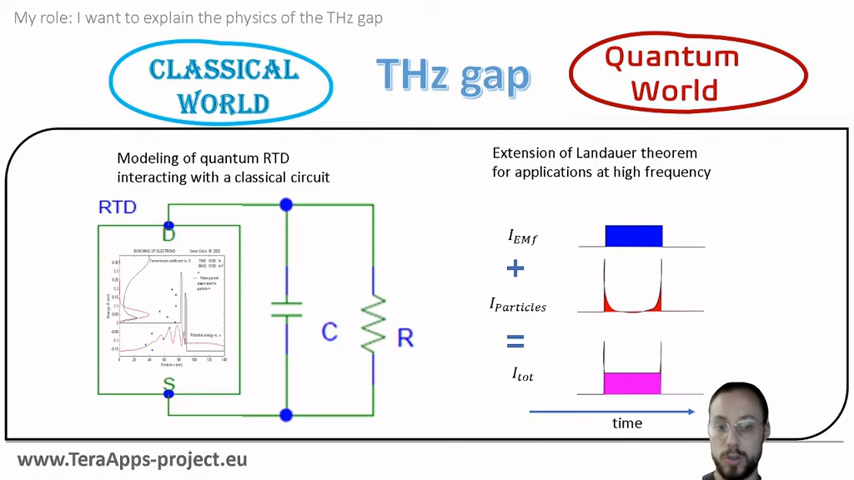 My role: I want to explain the physics of the THz gap
CLASSICAL
WORLD
THz gap
Quantum
World
Modeling of quantum RTD
interacting with a classical circuit
Extension of Landauer theorem
for applications at high frequency
RTD
D
S
C
R
I_EMf
+
I_Particles
=
I_tot
time
www.TeraApps-project.eu